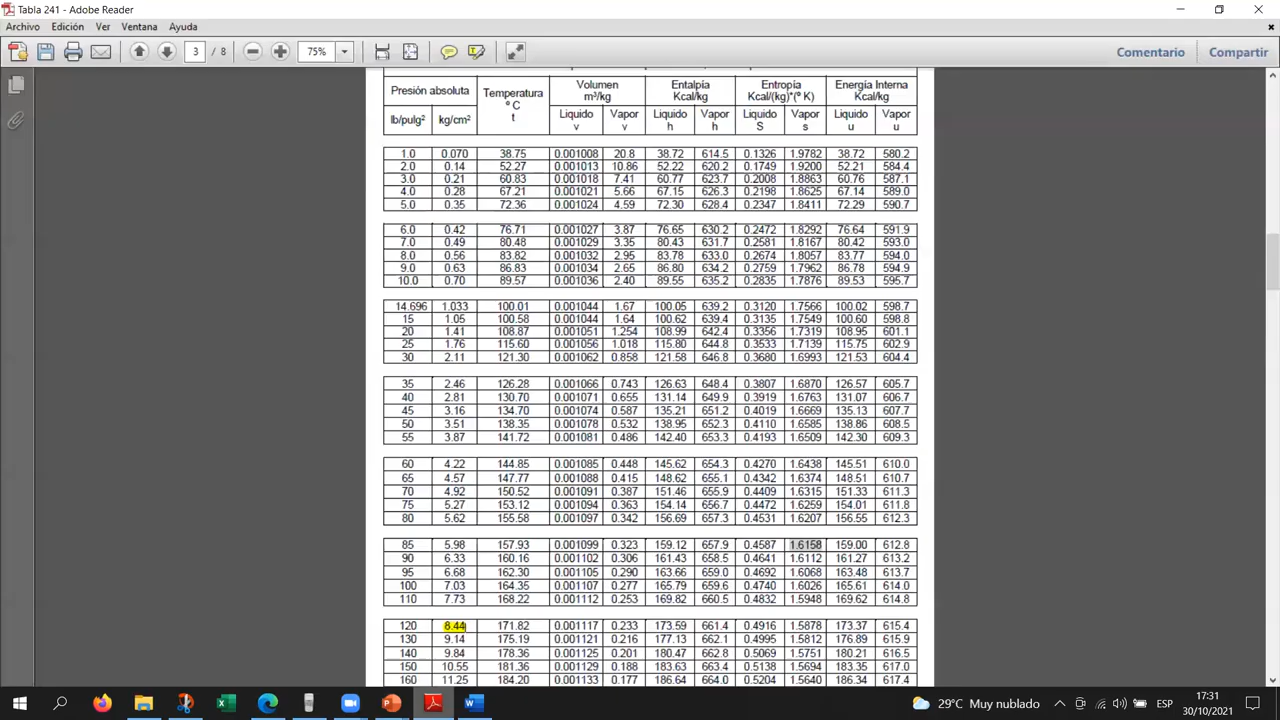 Tabla 241 - Adobe Reader
Archivo Edición Ver Ventana Ayuda
3 / 8 75% Comentario Compartir
Presión absoluta Temperatura º C t Volumen m³/kg Entalpía Kcal/kg Entropía Kcal/(kg)*(º K) Energía Interna Kcal/kg
lb/pulg² kg/cm² Liquido v Vapor v Liquido h Vapor h Liquido S Vapor s Liquido u Vapor u
1.0 0.070 38.75 0.001008 20.8 38.72 614.5 0.1326 1.9782 38.72 580.2
2.0 0.14 52.27 0.001013 10.86 52.22 620.2 0.1749 1.9200 52.21 584.4
3.0 0.21 60.83 0.001018 7.41 60.77 623.7 0.2008 1.8863 60.76 587.1
4.0 0.28 67.21 0.001021 5.66 67.15 626.3 0.2198 1.8625 67.14 589.0
5.0 0.35 72.36 0.001024 4.59 72.30 628.4 0.2347 1.8411 72.29 590.7
6.0 0.42 76.71 0.001027 3.87 76.65 630.2 0.2472 1.8292 76.64 591.9
7.0 0.49 80.48 0.001029 3.35 80.43 631.7 0.2581 1.8167 80.42 593.0
8.0 0.56 83.82 0.001032 2.95 83.78 633.0 0.2674 1.8057 83.77 594.0
9.0 0.63 86.83 0.001034 2.65 86.80 634.2 0.2759 1.7962 86.78 594.9
10.0 0.70 89.57 0.001036 2.40 89.55 635.2 0.2835 1.7876 89.53 595.7
14.696 1.033 100.01 0.001044 1.67 100.05 639.2 0.3120 1.7566 100.02 598.7
15 1.05 100.58 0.001044 1.64 100.62 639.4 0.3135 1.7549 100.60 598.8
20 1.41 108.87 0.001051 1.254 108.99 642.4 0.3356 1.7319 108.95 601.1
25 1.76 115.60 0.001056 1.018 115.80 644.8 0.3533 1.7139 115.75 602.9
30 2.11 121.30 0.001062 0.858 121.58 646.8 0.3680 1.6993 121.53 604.4
35 2.46 126.28 0.001066 0.743 126.63 648.4 0.3807 1.6870 126.57 605.7
40 2.81 130.70 0.001071 0.655 131.14 649.9 0.3919 1.6763 131.07 606.7
45 3.16 134.70 0.001074 0.587 135.21 651.2 0.4019 1.6669 135.13 607.7
50 3.51 138.35 0.001078 0.532 138.95 652.3 0.4110 1.6585 138.86 608.5
55 3.87 141.72 0.001081 0.486 142.40 653.3 0.4193 1.6509 142.30 609.3
60 4.22 144.85 0.001085 0.448 145.62 654.3 0.4270 1.6438 145.51 610.0
65 4.57 147.77 0.001088 0.415 148.62 655.1 0.4342 1.6374 148.51 610.7
70 4.92 150.52 0.001091 0.387 151.46 655.9 0.4409 1.6315 151.33 611.3
75 5.27 153.12 0.001094 0.363 154.14 656.7 0.4472 1.6259 154.01 611.8
80 5.62 155.58 0.001097 0.342 156.69 657.3 0.4531 1.6207 156.55 612.3
85 5.98 157.93 0.001099 0.323 159.12 657.9 0.4587 1.6158 159.00 612.8
90 6.33 160.16 0.001102 0.306 161.43 658.5 0.4641 1.6112 161.27 613.2
95 6.68 162.30 0.001105 0.290 163.66 659.0 0.4692 1.6068 163.48 613.7
100 7.03 164.35 0.001107 0.277 165.79 659.6 0.4740 1.6026 165.61 614.0
110 7.73 168.22 0.001112 0.253 169.82 660.5 0.4832 1.5948 169.62 614.8
120 8.44 171.82 0.001117 0.233 173.59 661.4 0.4916 1.5878 173.37 615.4
130 9.14 175.19 0.001121 0.216 177.13 662.1 0.4995 1.5812 176.89 615.9
140 9.84 178.36 0.001125 0.201 180.47 662.8 0.5069 1.5751 180.21 616.5
150 10.55 181.36 0.001129 0.188 183.63 663.4 0.5138 1.5694 183.35 617.0
160 11.25 184.20 0.001133 0.177 186.64 664.0 0.5204 1.5640 186.34 617.4
29°C Muy nublado ESP 17:31
30/10/2021